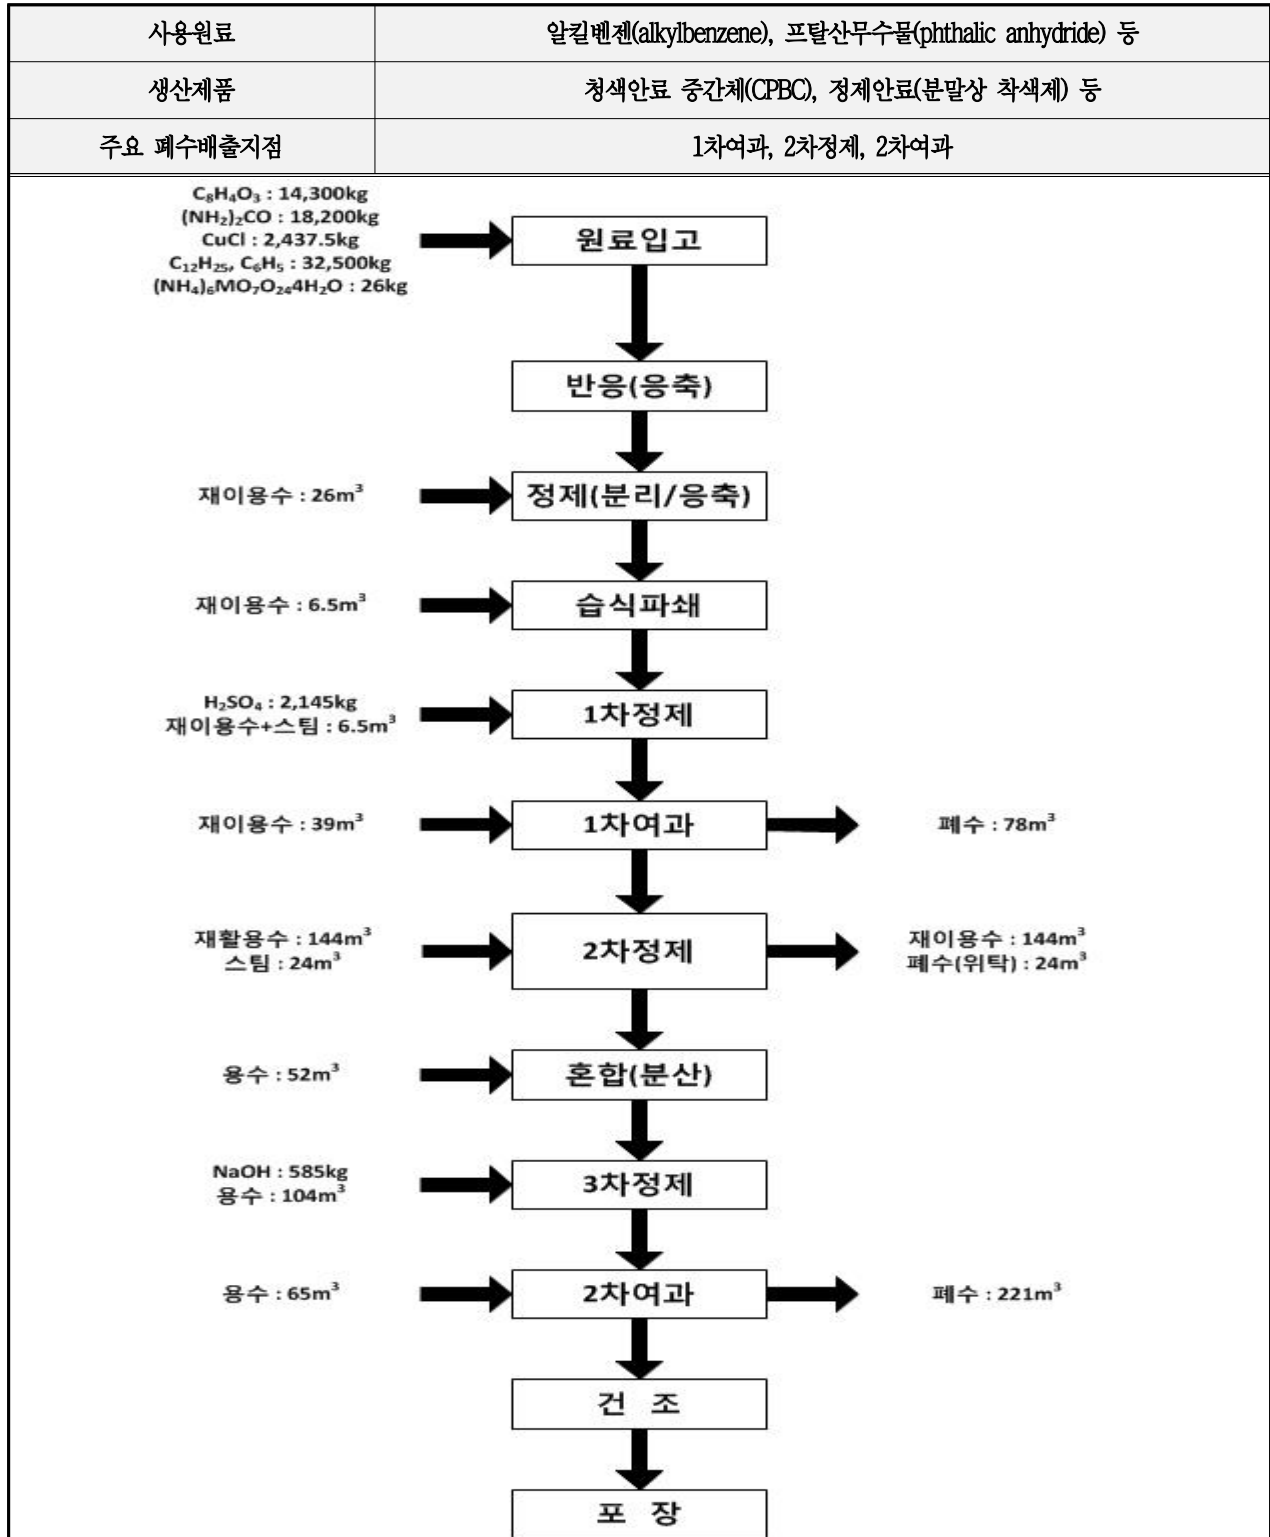 사용원료 알킬벤젠(alkylbenzene), 프탈산무수물(phthalic anhydride) 등
생산제품 청색안료 중간체(CPBC), 정제안료(분말상 착색제) 등
주요 폐수배출지점 1차여과, 2차정제, 2차여과
C₈H₄O₃ : 14,300kg
(NH₂)₂CO : 18,200kg
CuCl : 2,437.5kg
C₁₂H₂₅, C₆H₅ : 32,500kg
(NH₄)₆MO₇O₂₄4H₂O : 26kg
원료입고
반응(응축)
재이용수 : 26m³
정제(분리/응축)
재이용수 : 6.5m³
습식파쇄
H₂SO₄ : 2,145kg
재이용수+스팀 : 6.5m³
1차정제
재이용수 : 39m³
1차여과
폐수 : 78m³
재활용수 : 144m³
스팀 : 24m³
2차정제
재이용수 : 144m³
폐수(위탁) : 24m³
용수 : 52m³
혼합(분산)
NaOH : 585kg
용수 : 104m³
3차정제
용수 : 65m³
2차여과
폐수 : 221m³
건 조
포 장